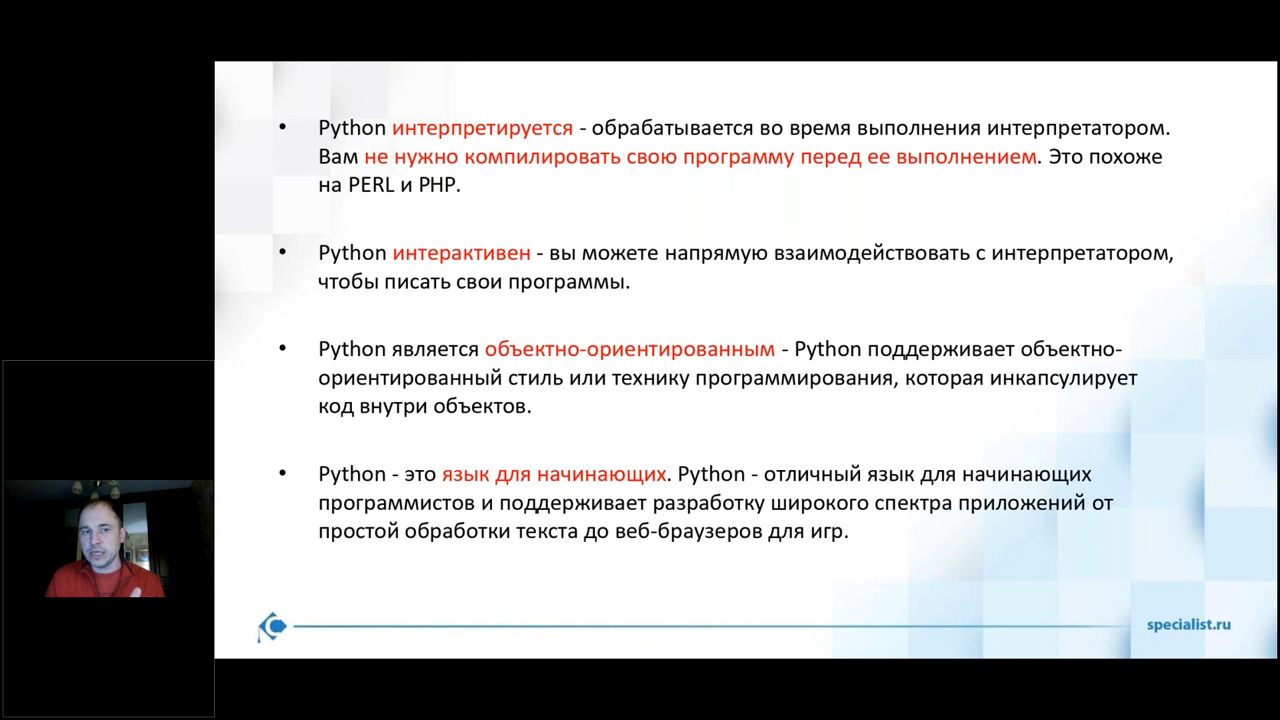 • Python интерпретируется - обрабатывается во время выполнения интерпретатором.
Вам не нужно компилировать свою программу перед ее выполнением. Это похоже
на PERL и PHP.
• Python интерактивен - вы можете напрямую взаимодействовать с интерпретатором,
чтобы писать свои программы.
• Python является объектно-ориентированным - Python поддерживает объектно-
ориентированный стиль или технику программирования, которая инкапсулирует
код внутри объектов.
• Python - это язык для начинающих. Python - отличный язык для начинающих
программистов и поддерживает разработку широкого спектра приложений от
простой обработки текста до веб-браузеров для игр.
specialist.ru